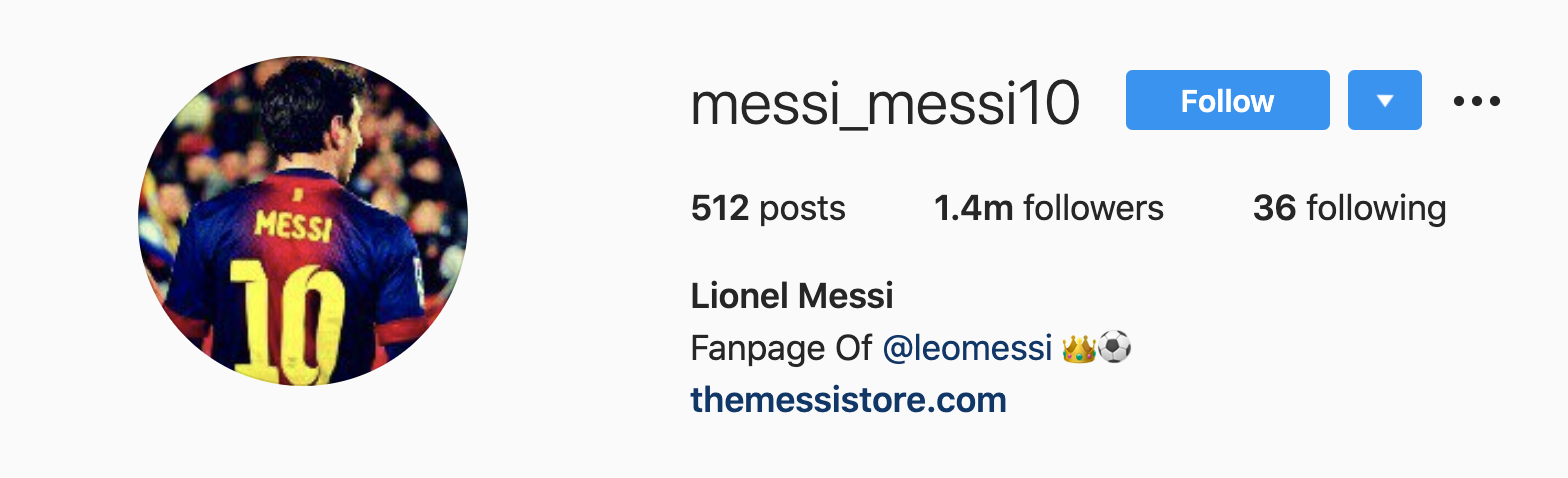 MESSI
10
messi_messi10 Follow
512 posts 1.4m followers 36 following
Lionel Messi
Fanpage Of @leomessi 👑⚽
themessistore.com